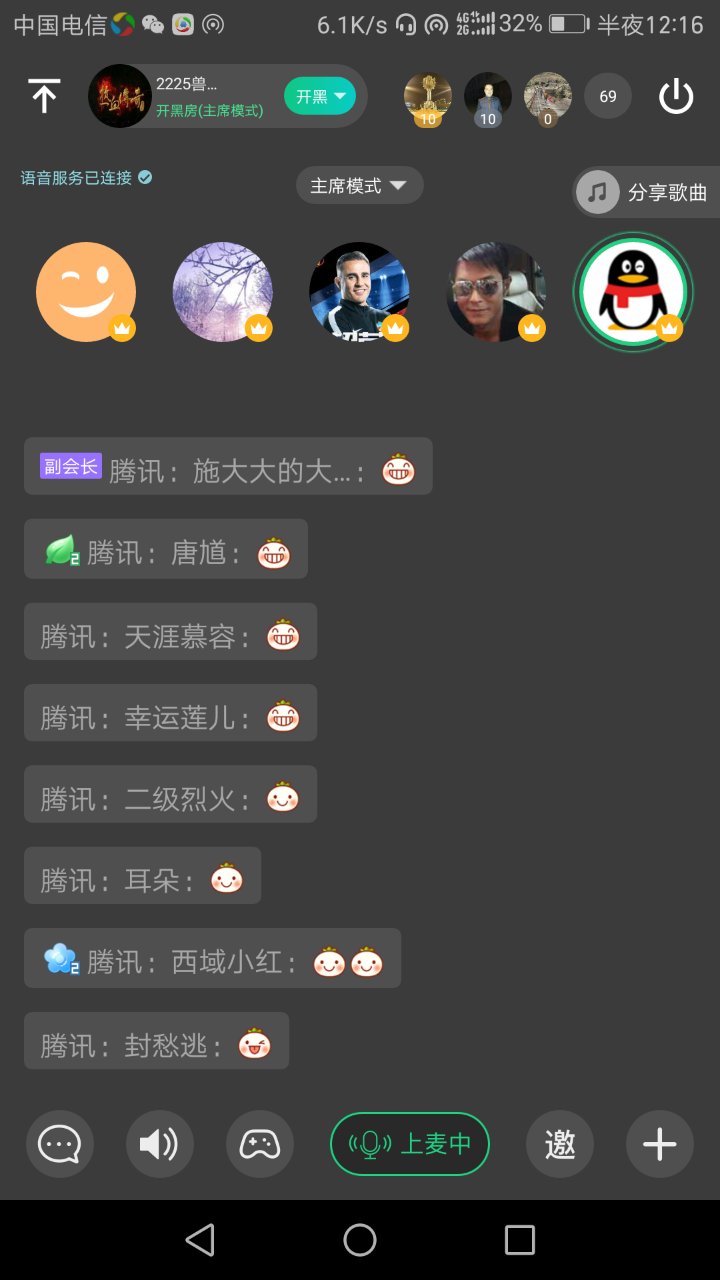 中国电信 6.1K/s 4G 2G 32% 半夜12:16
2225兽...
开黑房(主席模式)
开黑
10 10 0 69
语音服务已连接
主席模式
分享歌曲
副会长 腾讯：施大大的大...：
2 腾讯：唐馗：
腾讯：天涯慕容：
腾讯：幸运莲儿：
腾讯：二级烈火：
腾讯：耳朵：
2 腾讯：西域小红：
腾讯：封愁逃：
上麦中 邀